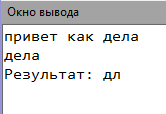 Окно вывода
привет как дела
дела
Результат: дл